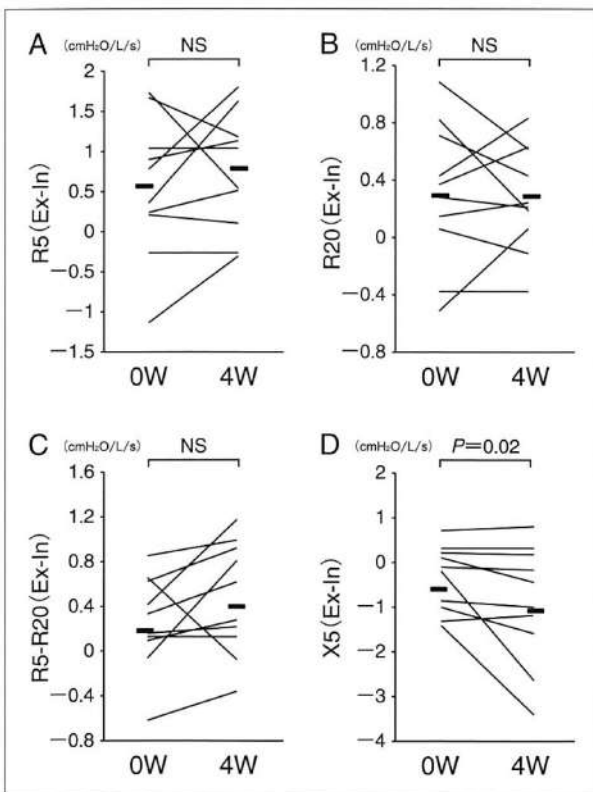 A (cmH₂O/L/s) NS
R5(Ex-In)
2
1.5
1
0.5
0
−0.5
−1
−1.5
0W 4W
B (cmH₂O/L/s) NS
R20(Ex-In)
1.2
0.8
0.4
0
−0.4
−0.8
0W 4W
C (cmH₂O/L/s) NS
R5-R20(Ex-In)
1.6
1.2
0.8
0.4
0
−0.4
−0.8
0W 4W
D (cmH₂O/L/s) P=0.02
X5(Ex-In)
2
1
0
−1
−2
−3
−4
0W 4W